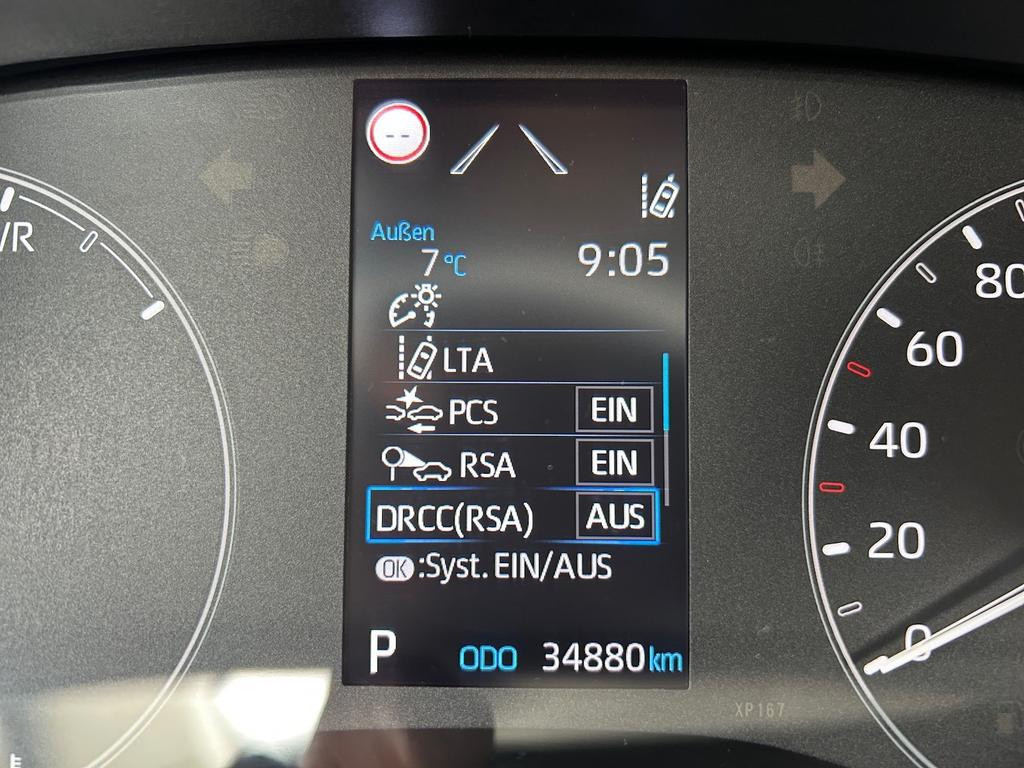 --
Außen
7 °C
9:05
LTA
PCS EIN
RSA EIN
DRCC(RSA) AUS
OK :Syst. EIN/AUS
P ODO 34880 km
/R
80
60
40
20
0
XP167
E